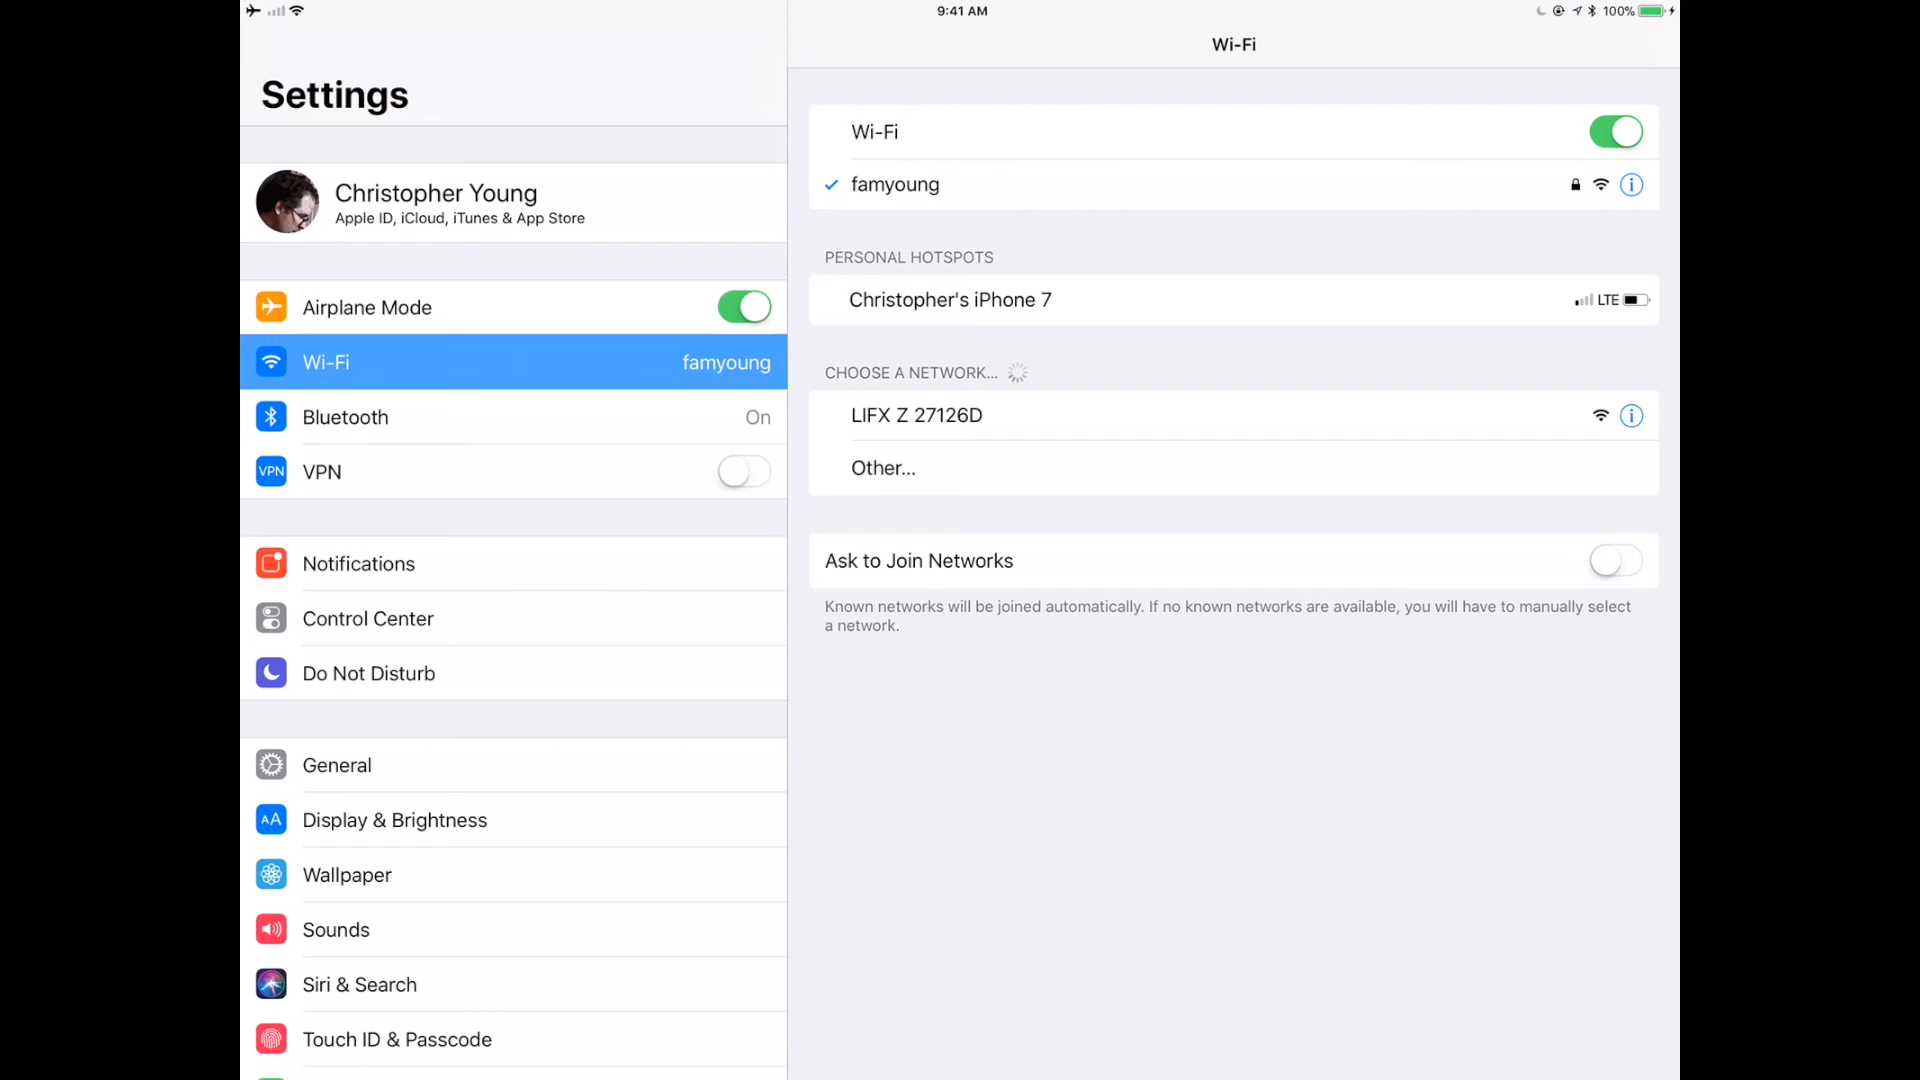 9:41 AM
100%
Settings
Wi-Fi
Christopher Young
Apple ID, iCloud, iTunes & App Store
Airplane Mode
Wi-Fi famyoung
Bluetooth On
VPN VPN
Notifications
Control Center
Do Not Disturb
General
AA Display & Brightness
Wallpaper
Sounds
Siri & Search
Touch ID & Passcode
Wi-Fi
famyoung
PERSONAL HOTSPOTS
Christopher's iPhone 7 LTE
CHOOSE A NETWORK...
LIFX Z 27126D
Other...
Ask to Join Networks
Known networks will be joined automatically. If no known networks are available, you will have to manually select
a network.